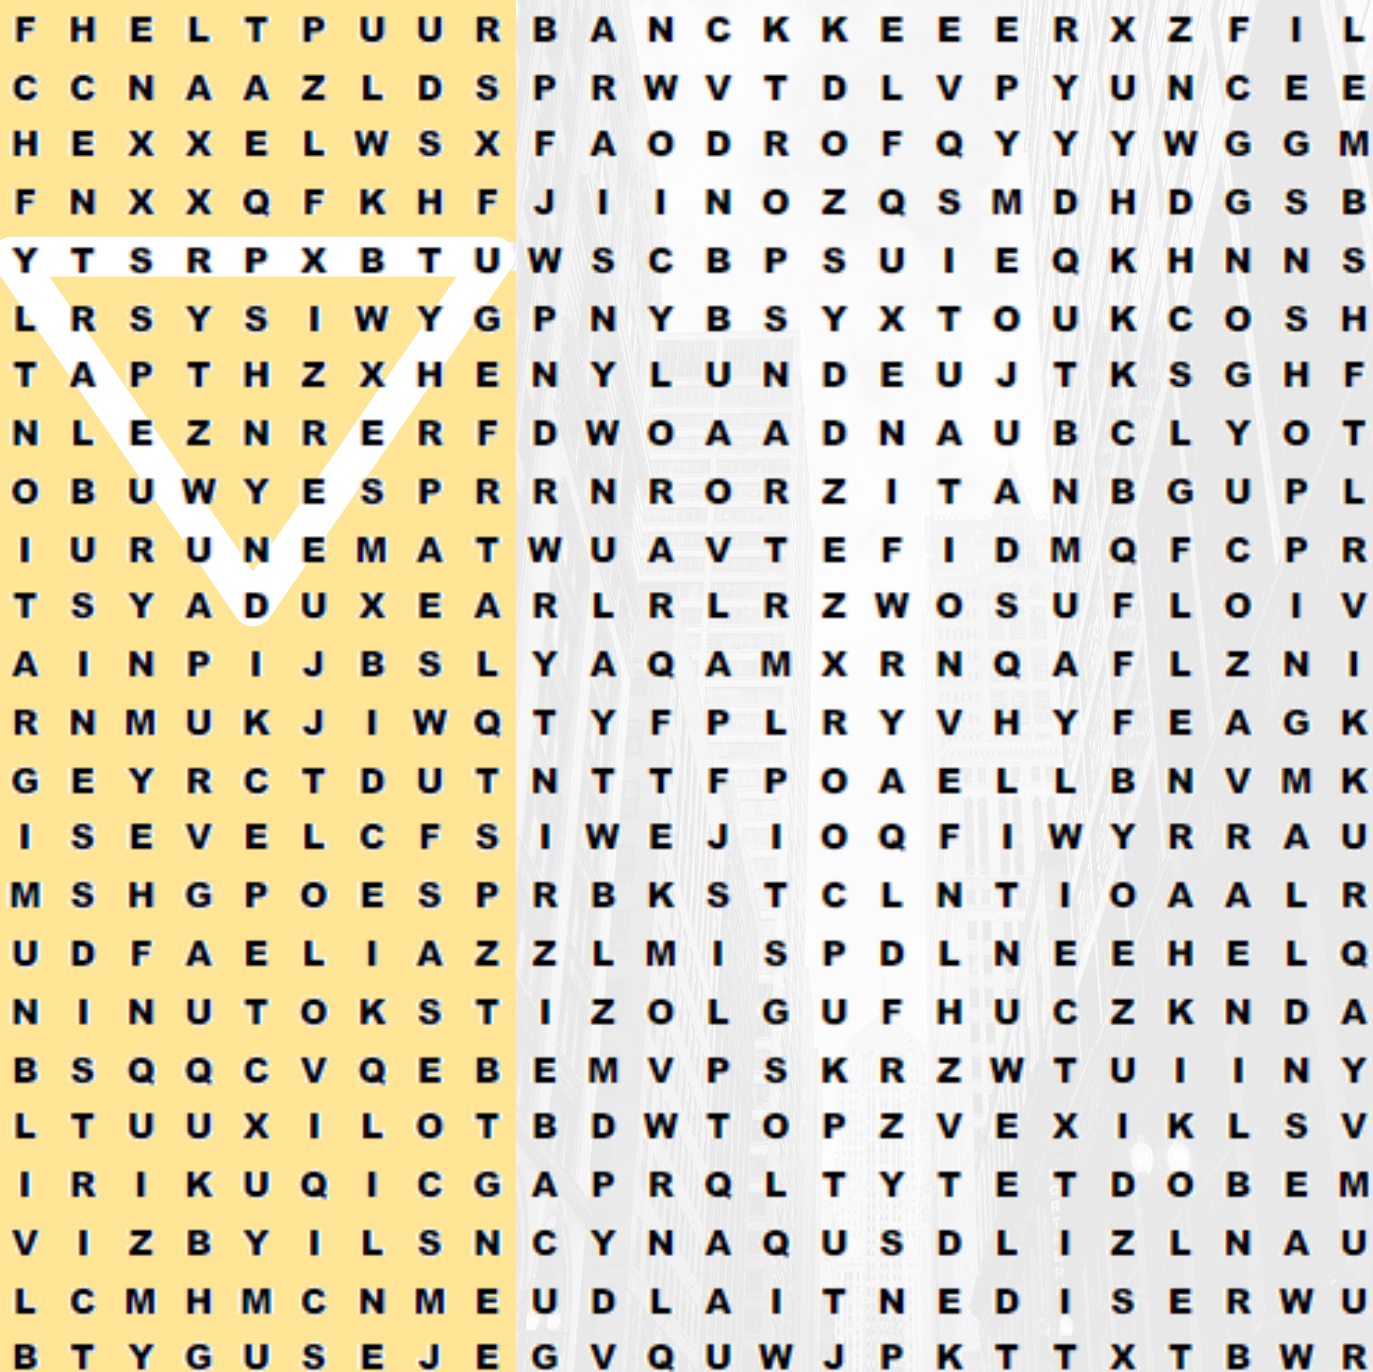 F H E L T P U U R B A N C K K E E E R X Z F I L
C C N A A Z L D S P R W V T D L V P Y U N C E E
H E X X E L W S X F A O D R O F Q Y Y Y W G G M
F N X X Q F K H F J I I N O Z Q S M D H D G S B
Y T S R P X B T U W S C B P S U I E Q K H N N S
L R S Y S I W Y G P N Y B S Y X T O U K C O S H
T A P T H Z X H E N Y L U N D E U J T K S G H F
N L E Z N R E R F D W O A A D N A U B C L Y O T
O B U W Y E S P R R N R O R Z I T A N B G U P L
I U R U N E M A T W U A V T E F I D M Q F C P R
T S Y A D U X E A R L R L R Z W O S U F L O I V
A I N P I J B S L Y A Q A M X R N Q A F L Z N I
R N M U K J I W Q T Y F P L R Y V H Y F E A G K
G E Y R C T D U T N T T F P O A E L L B N V M K
I S E V E L C F S I W E J I O Q F I W Y R R A U
M S H G P O E S P R B K S T C L N T I O A A L R
U D F A E L I A Z Z L M I S P D L N E E H E L Q
N I N U T O K S T I Z O L G U F H U C Z K N D A
B S Q Q C V Q E B E M V P S K R Z W T U I I N Y
L T U U X I L O T B D W T O P Z V E X I K L S V
I R I K U Q I C G A P R Q L T Y T E T D O B E M
V I Z B Y I L S N C Y N A Q U S D L I Z L N A U
L C M H M C N M E U D L A I T N E D I S E R W U
B T Y G U S E J E G V Q U W J P K T T X T B W R